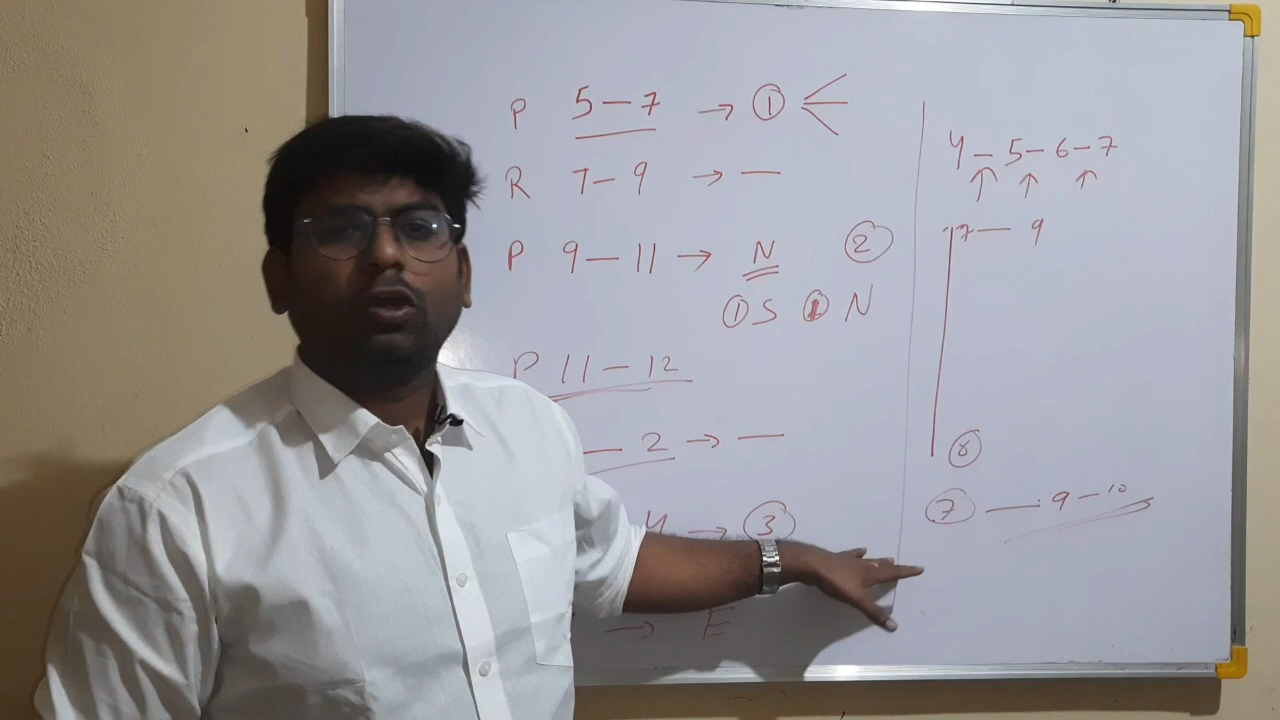 P 5 — 7 → ①
R 7 – 9 → —
P 9 — 11 → N ②
① S ① N
P 11 — 12
— 2 → —
4 → ③
→ E
4 – 5 – 6 – 7
↑ ↑ ↑
7 — 9
⑧
⑦ — 9 – 10